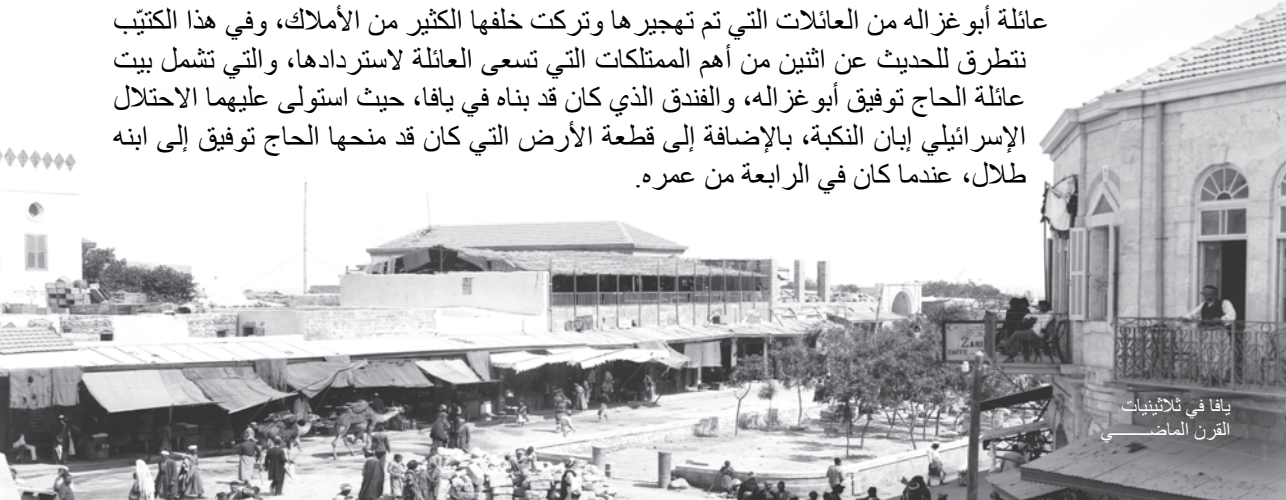 عائلة أبوغزاله من العائلات التي تم تهجيرها وتركت خلفها الكثير من الأملاك، وفي هذا الكتيّب
نتطرق للحديث عن اثنين من أهم الممتلكات التي تسعى العائلة لاستردادها، والتي تشمل بيت
عائلة الحاج توفيق أبوغزاله، والفندق الذي كان قد بناه في يافا، حيث استولى عليهما الاحتلال
الإسرائيلي إبان النكبة، بالإضافة إلى قطعة الأرض التي كان قد منحها الحاج توفيق إلى ابنه
طلال، عندما كان في الرابعة من عمره.
ZARI
CAFFE
يافا في ثلاثينيات
القرن الماضـــــــي